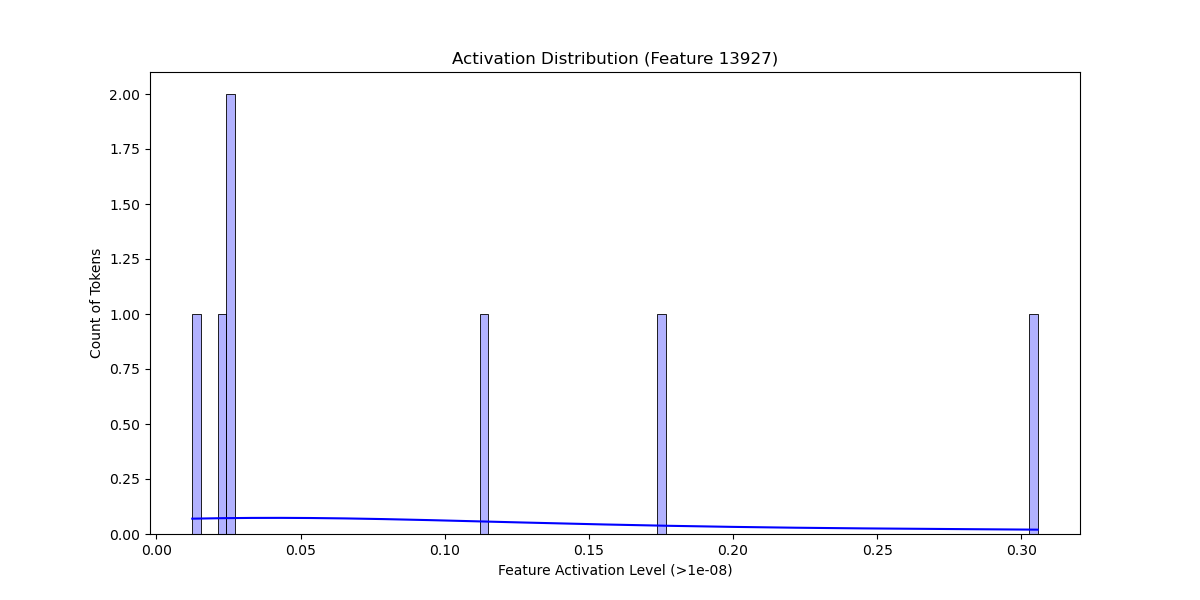 Activation Distribution (Feature 13927)
Count of Tokens
2.00
1.75
1.50
1.25
1.00
0.75
0.50
0.25
0.00
0.00 0.05 0.10 0.15 0.20 0.25 0.30
Feature Activation Level (>1e-08)